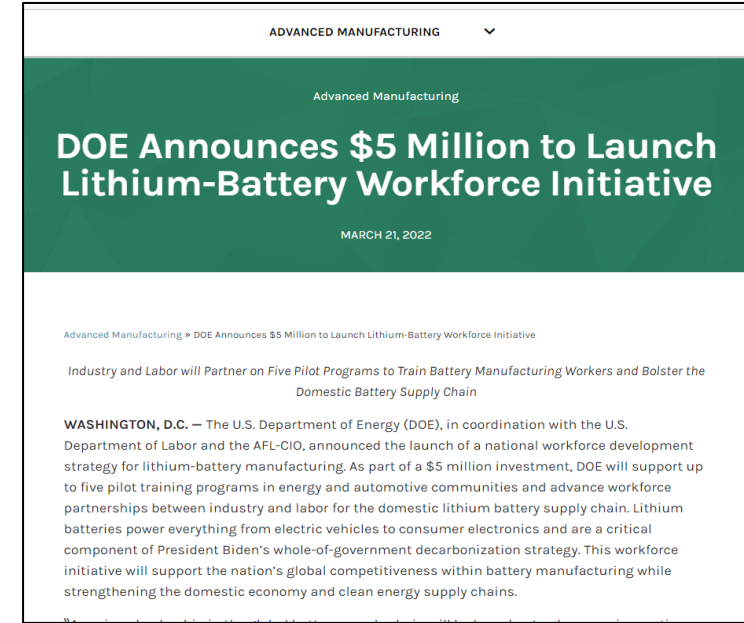 ADVANCED MANUFACTURING
Advanced Manufacturing
DOE Announces $5 Million to Launch
Lithium-Battery Workforce Initiative
MARCH 21, 2022
Advanced Manufacturing » DOE Announces $5 Million to Launch Lithium-Battery Workforce Initiative
Industry and Labor will Partner on Five Pilot Programs to Train Battery Manufacturing Workers and Bolster the
Domestic Battery Supply Chain
WASHINGTON, D.C. — The U.S. Department of Energy (DOE), in coordination with the U.S.
Department of Labor and the AFL-CIO, announced the launch of a national workforce development
strategy for lithium-battery manufacturing. As part of a $5 million investment, DOE will support up
to five pilot training programs in energy and automotive communities and advance workforce
partnerships between industry and labor for the domestic lithium battery supply chain. Lithium
batteries power everything from electric vehicles to consumer electronics and are a critical
component of President Biden's whole-of-government decarbonization strategy. This workforce
initiative will support the nation's global competitiveness within battery manufacturing while
strengthening the domestic economy and clean energy supply chains.